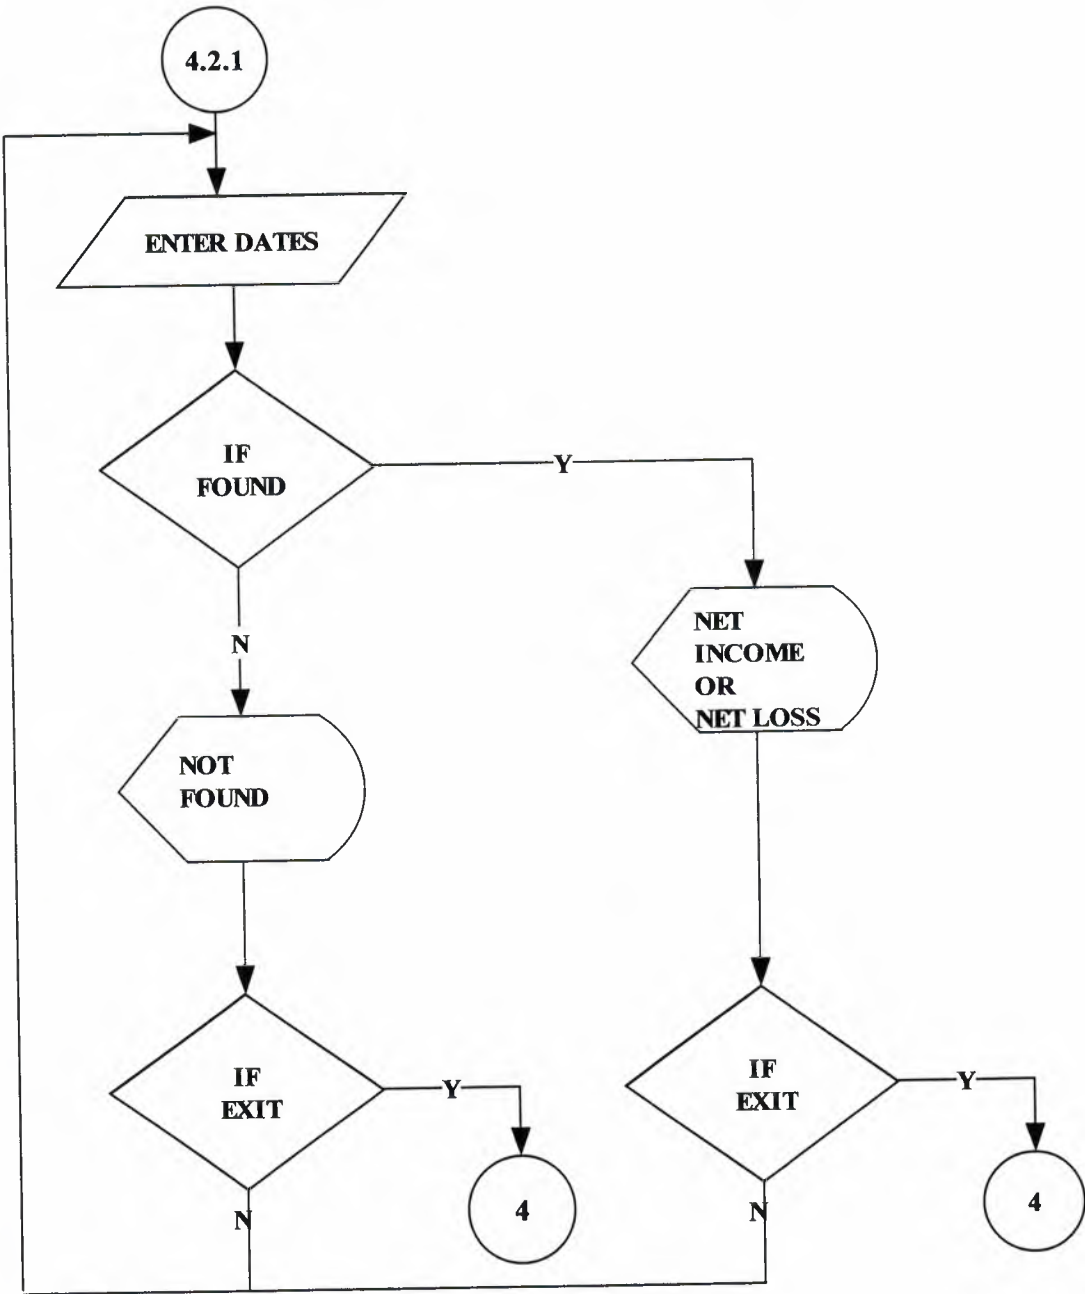 4.2.1
ENTER DATES
IF
FOUND
Y
N
NET
INCOME
OR
NET LOSS
NOT
FOUND
IF
EXIT
Y
4
N
IF
EXIT
Y
4
N